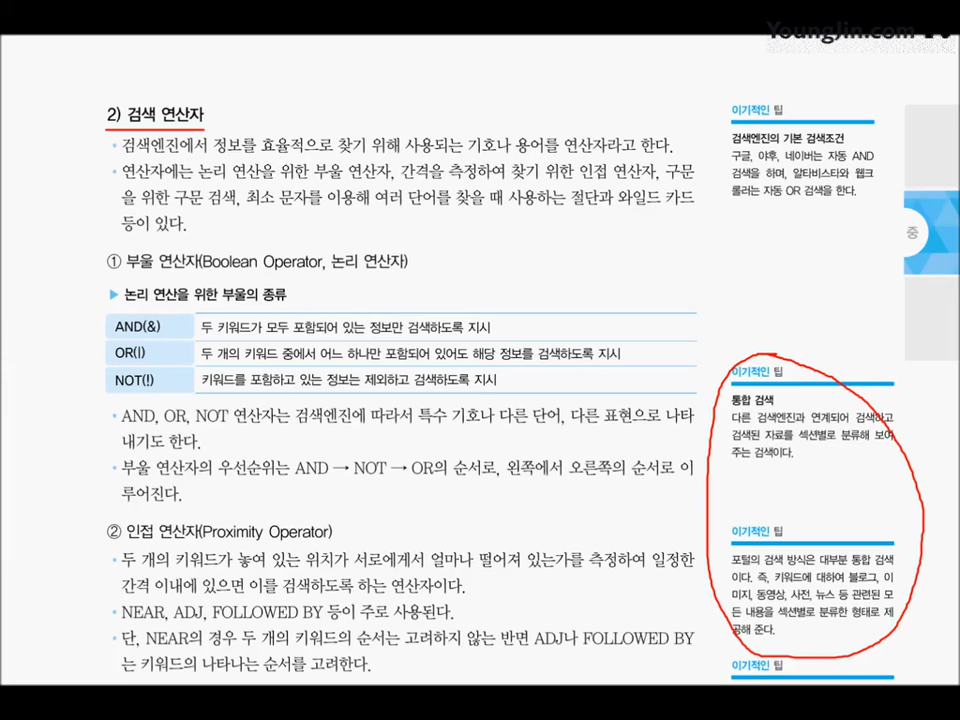 YoungJin.com
2) 검색 연산자
• 검색엔진에서 정보를 효율적으로 찾기 위해 사용되는 기호나 용어를 연산자라고 한다.
• 연산자에는 논리 연산을 위한 부울 연산자, 간격을 측정하여 찾기 위한 인접 연산자, 구문
을 위한 구문 검색, 최소 문자를 이용해 여러 단어를 찾을 때 사용하는 절단과 와일드 카드
등이 있다.
① 부울 연산자(Boolean Operator, 논리 연산자)
▶ 논리 연산을 위한 부울의 종류
AND(&) 두 키워드가 모두 포함되어 있는 정보만 검색하도록 지시
OR(|) 두 개의 키워드 중에서 어느 하나만 포함되어 있어도 해당 정보를 검색하도록 지시
NOT(!) 키워드를 포함하고 있는 정보는 제외하고 검색하도록 지시
• AND, OR, NOT 연산자는 검색엔진에 따라서 특수 기호나 다른 단어, 다른 표현으로 나타
내기도 한다.
• 부울 연산자의 우선순위는 AND → NOT → OR의 순서로, 왼쪽에서 오른쪽의 순서로 이
루어진다.
② 인접 연산자(Proximity Operator)
• 두 개의 키워드가 놓여 있는 위치가 서로에게서 얼마나 떨어져 있는가를 측정하여 일정한
간격 이내에 있으면 이를 검색하도록 하는 연산자이다.
• NEAR, ADJ, FOLLOWED BY 등이 주로 사용된다.
• 단, NEAR의 경우 두 개의 키워드의 순서는 고려하지 않는 반면 ADJ나 FOLLOWED BY
는 키워드의 나타나는 순서를 고려한다.
이기적인 팁
검색엔진의 기본 검색조건
구글, 야후, 네이버는 자동 AND
검색을 하며, 알타비스타와 웹크
롤러는 자동 OR 검색을 한다.
중
이기적인 팁
통합 검색
다른 검색엔진과 연계되어 검색하고
검색된 자료를 섹션별로 분류해 보여
주는 검색이다.
이기적인 팁
포털의 검색 방식은 대부분 통합 검색
이다. 즉, 키워드에 대하여 블로그, 이
미지, 동영상, 사전, 뉴스 등 관련된 모
든 내용을 섹션별로 분류한 형태로 제
공해 준다.
이기적인 팁